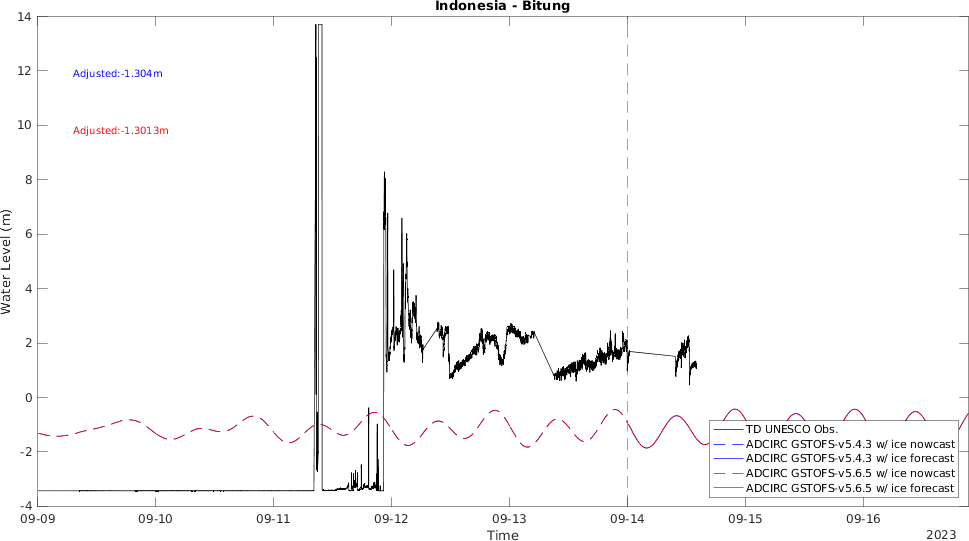 Indonesia - Bitung
14
12
10
8
6
4
2
0
-2
-4
Water Level (m)
Adjusted:-1.304m
Adjusted:-1.3013m
TD UNESCO Obs.
ADCIRC GSTOFS-v5.4.3 w/ ice nowcast
ADCIRC GSTOFS-v5.4.3 w/ ice forecast
ADCIRC GSTOFS-v5.6.5 w/ ice nowcast
ADCIRC GSTOFS-v5.6.5 w/ ice forecast
09-09 09-10 09-11 09-12 09-13 09-14 09-15 09-16
Time
2023